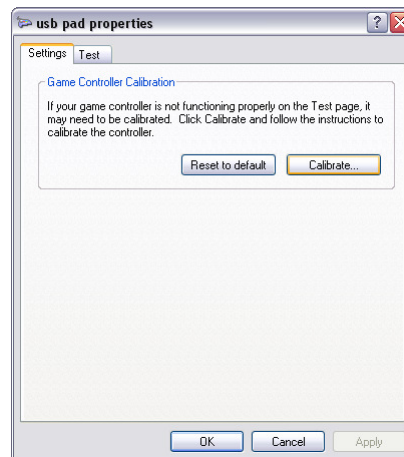 usb pad properties
Settings Test
Game Controller Calibration
If your game controller is not functioning properly on the Test page, it
may need to be calibrated. Click Calibrate and follow the instructions to
calibrate the controller.
Reset to default Calibrate...
OK Cancel Apply